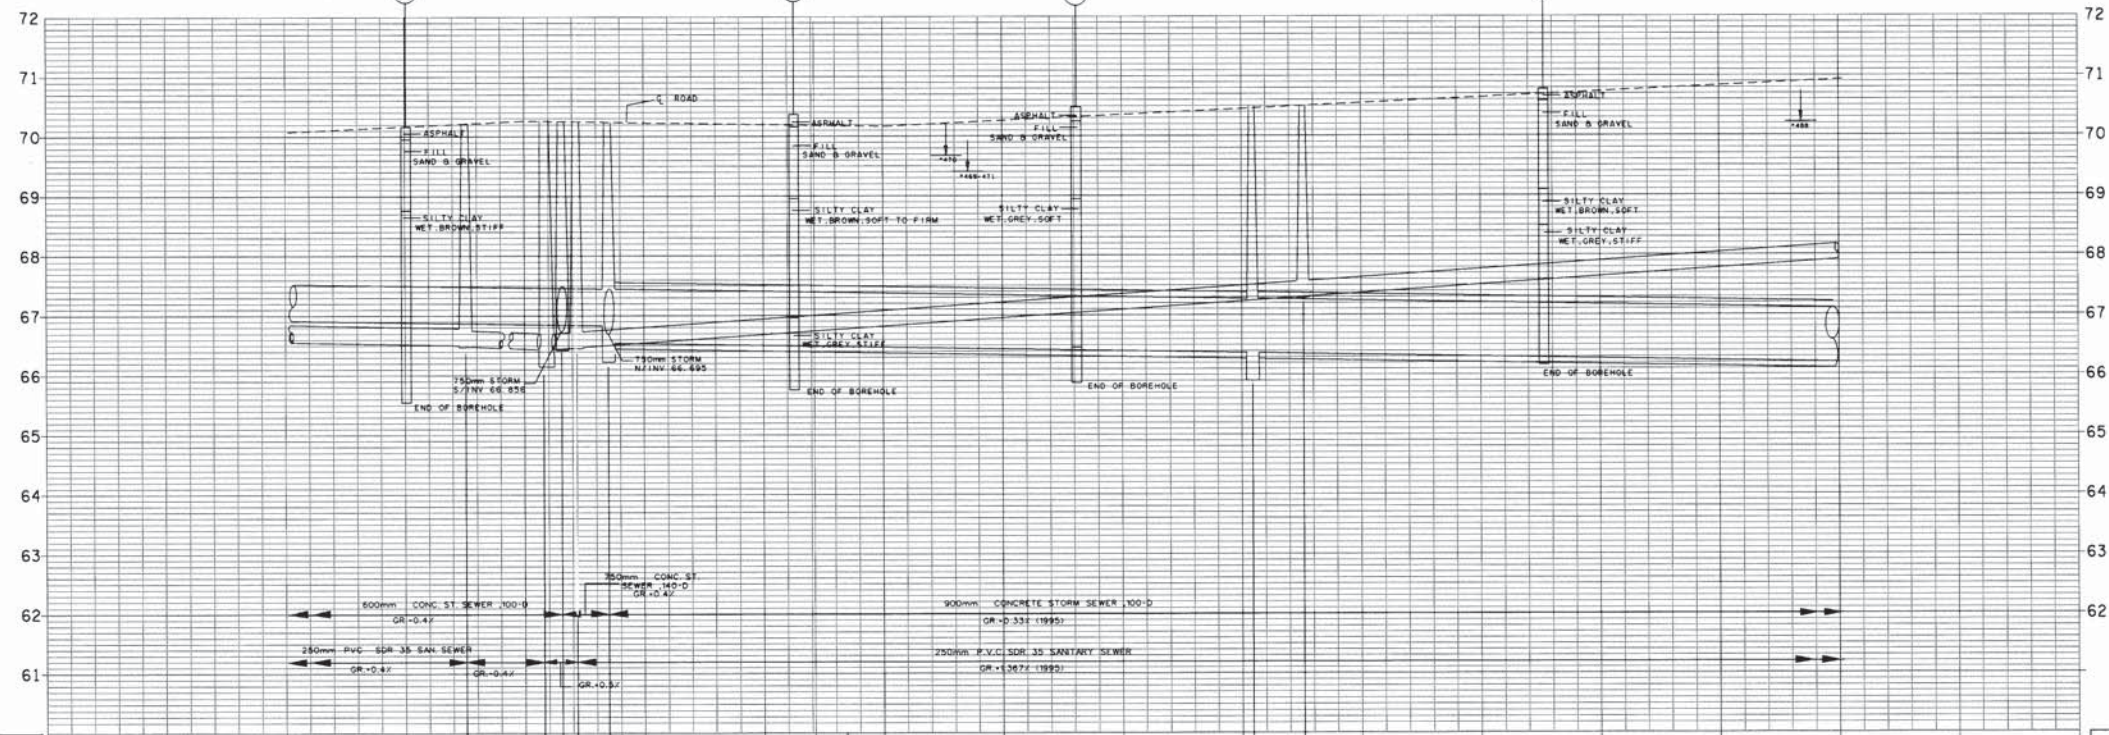 72
71
70
69
68
67
66
65
64
63
62
61
72
71
70
69
68
67
66
65
64
63
62
℄ ROAD
ASPHALT
FILL
SAND & GRAVEL
SILTY CLAY
WET,BROWN,STIFF
END OF BOREHOLE
750mm STORM
S/INV 66.856
750mm STORM
N/INV 66.695
ASPHALT
FILL
SAND & GRAVEL
SILTY CLAY
WET,BROWN,SOFT TO FIRM
SILTY CLAY
WET,GREY,STIFF
END OF BOREHOLE
ASPHALT
FILL
SAND & GRAVEL
SILTY CLAY
WET,GREY,SOFT
END OF BOREHOLE
ASPHALT
FILL
SAND & GRAVEL
SILTY CLAY
WET,BROWN,SOFT
SILTY CLAY
WET,GREY,STIFF
END OF BOREHOLE
750mm CONC. ST.
SEWER ,140-D
GR.-0.4%
600mm CONC. ST. SEWER ,100-D
GR.-0.4%
900mm CONCRETE STORM SEWER ,100-D
GR.-0.33% (1995)
250mm PVC SDR 35 SAN. SEWER
GR.-0.4%
GR.-0.4%
GR.-0.5%
250mm P.V.C. SDR 35 SANITARY SEWER
GR.-1.367% (1995)